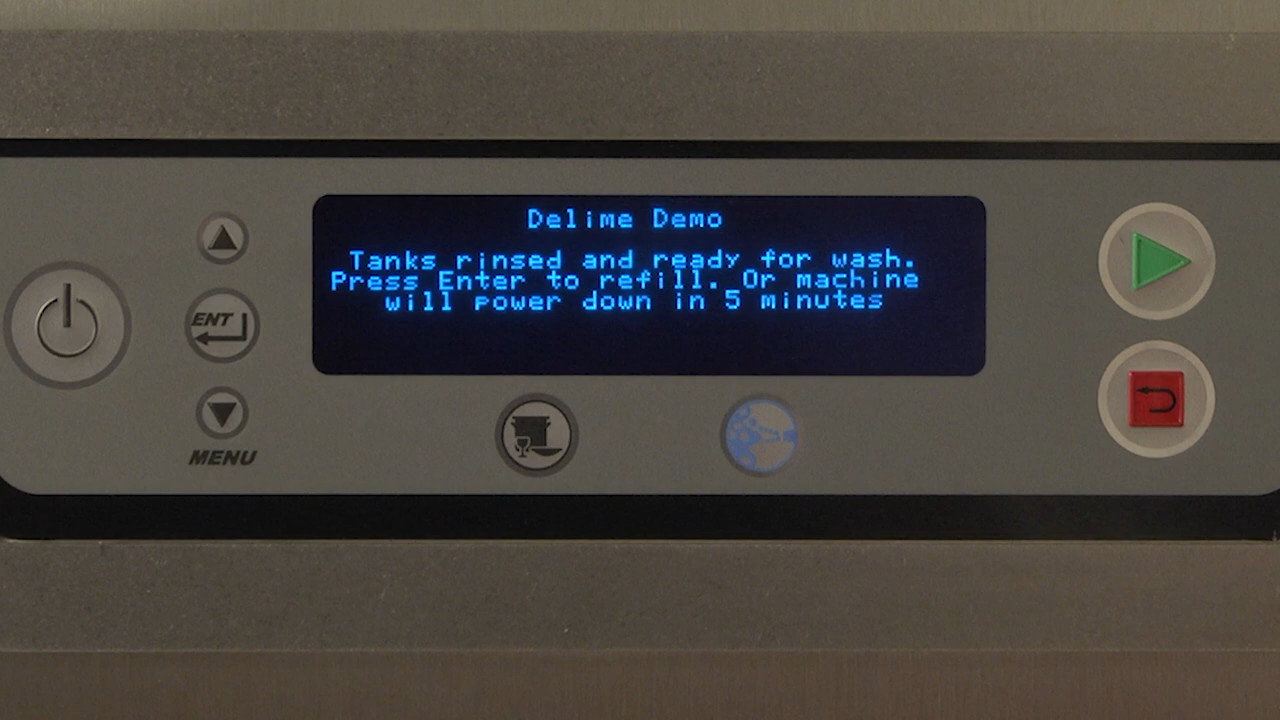 Delime Demo
Tanks rinsed and ready for wash.
Press Enter to refill. Or machine
will power down in 5 minutes
ENT
MENU